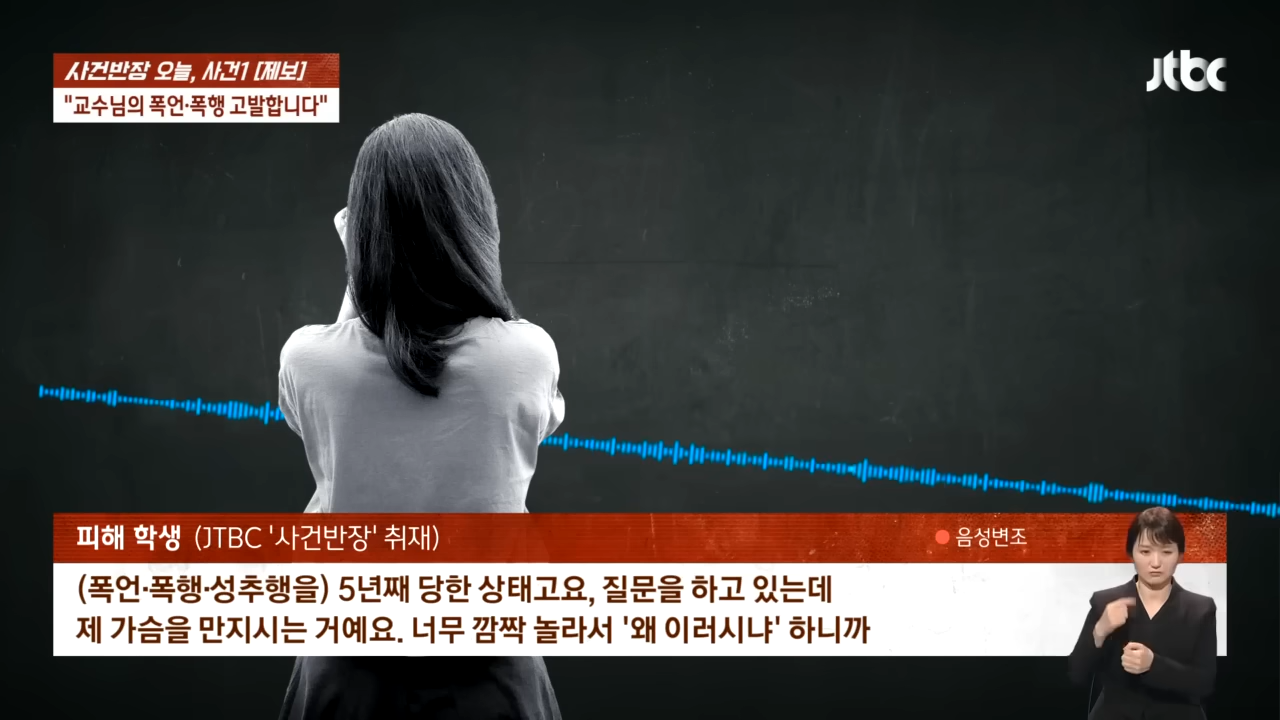 사건반장 오늘, 사건1 [제보]
"교수님의 폭언·폭행 고발합니다"
jtbc
피해 학생 (JTBC '사건반장' 취재)
음성변조
(폭언·폭행·성추행을) 5년째 당한 상태고요, 질문을 하고 있는데
제 가슴을 만지시는 거예요. 너무 깜짝 놀라서 '왜 이러시냐' 하니까